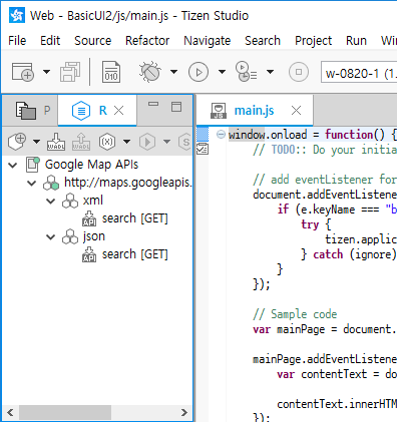 Web - BasicUI2/js/main.js - Tizen Studio
File Edit Source Refactor Navigate Search Project Run W
010
w-0820-1 (1.
P R main.js
Google Map APIs
http://maps.googleapis.
xml
search [GET]
json
search [GET]
window.onload = function() {
// TODO:: Do your initia
// add eventListener for
document.addEventListene
if (e.keyName === "b
try {
tizen.applic
} catch (ignore)
}
});
// Sample code
var mainPage = document.
mainPage.addEventListene
var contentText = do
contentText.innerHTM
});